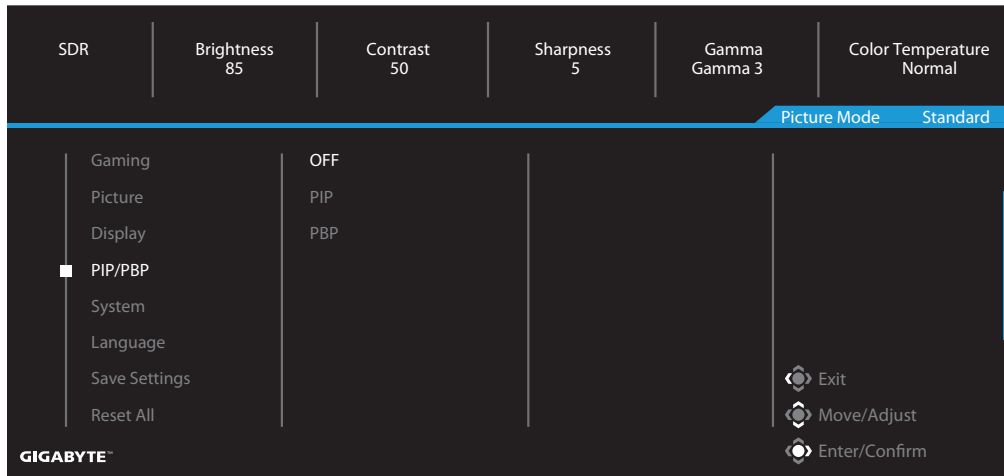 SDR
Brightness
85
Contrast
50
Sharpness
5
Gamma
Gamma 3
Color Temperature
Normal
Picture Mode Standard
Gaming
Picture
Display
PIP/PBP
System
Language
Save Settings
Reset All
OFF
PIP
PBP
Exit
Move/Adjust
Enter/Confirm
GIGABYTE™